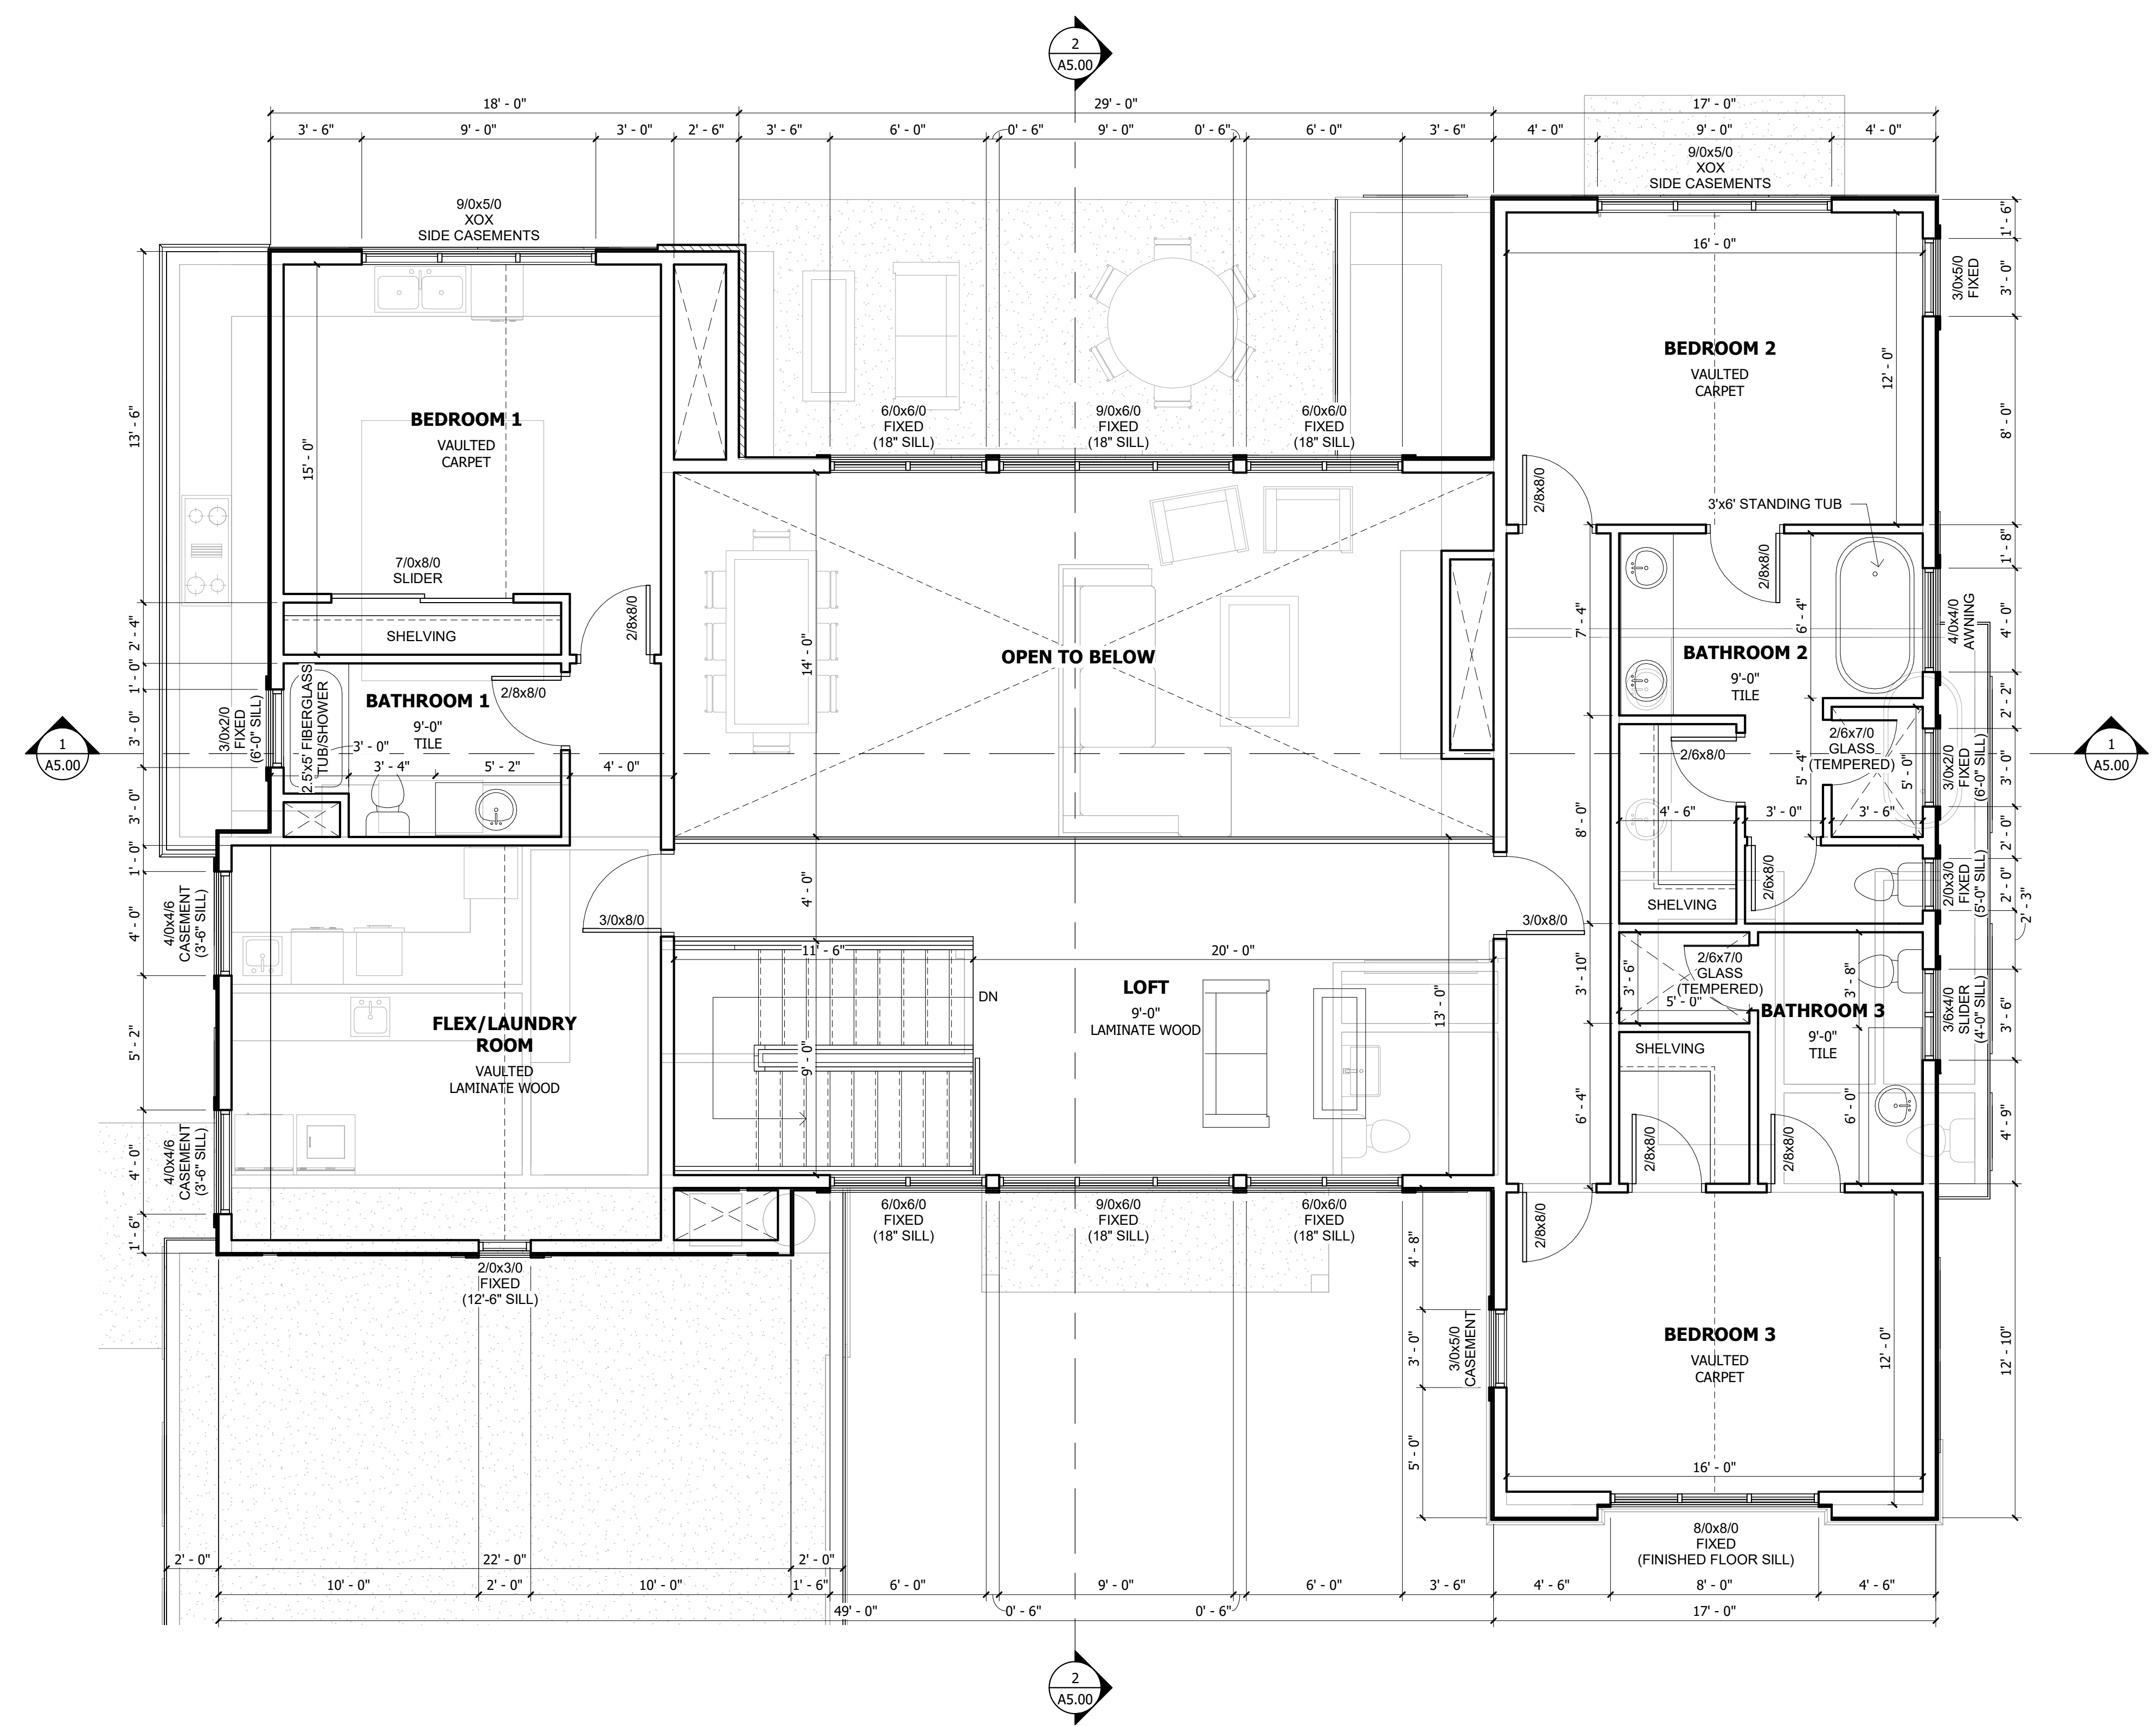 2
A5.00
18' - 0"
29' - 0"
17' - 0"
3' - 6"
9' - 0"
3' - 0"
2' - 6"
3' - 6"
6' - 0"
0' - 6"
9' - 0"
0' - 6"
6' - 0"
3' - 6"
4' - 0"
9' - 0"
4' - 0"
9/0x5/0
XOX
SIDE CASEMENTS
9/0x5/0
XOX
SIDE CASEMENTS
16' - 0"
1' - 6"
3/0x5/0
FIXED
3' - 0"
BEDROOM 2
VAULTED
CARPET
12' - 0"
8' - 0"
13' - 6"
BEDROOM 1
VAULTED
CARPET
15' - 0"
6/0x6/0
FIXED
(18" SILL)
9/0x6/0
FIXED
(18" SILL)
6/0x6/0
FIXED
(18" SILL)
2/8x8/0
3'x6' STANDING TUB
7/0x8/0
SLIDER
SHELVING
2/8x8/0
2/8x8/0
1' - 8"
4/0x4/0
AWNING
4' - 0"
7' - 4"
6' - 4"
BATHROOM 2
9'-0"
TILE
2' - 4"
1' - 0"
14' - 0"
OPEN TO BELOW
2.5'x5' FIBERGLASS
TUB/SHOWER
BATHROOM 1
9'-0"
TILE
2/8x8/0
3/0x2/0
FIXED
(6'-0" SILL)
3' - 0"
3' - 0"
3' - 4"
5' - 2"
4' - 0"
2' - 2"
2/6x7/0
GLASS
(TEMPERED)
2/6x8/0
5' - 4"
5' - 0"
3/0x2/0
FIXED
(6'-0" SILL)
3' - 0"
1
A5.00
1
A5.00
3' - 0"
8' - 0"
4' - 6"
3' - 0"
3' - 6"
2' - 0"
1' - 0"
4/0x4/6
CASEMENT
(3'-6" SILL)
4' - 0"
3/0x8/0
4' - 0"
3/0x8/0
SHELVING
2/6x8/0
2/0x3/0
FIXED
(5'-0" SILL)
2' - 0"
2' - 3"
11' - 6"
20' - 0"
DN
LOFT
9'-0"
LAMINATE WOOD
13' - 0"
3' - 10"
3' - 6"
2/6x7/0
GLASS
(TEMPERED)
5' - 0"
3' - 8"
BATHROOM 3
9'-0"
TILE
3/6x4/0
SLIDER
(4'-0" SILL)
3' - 6"
5' - 2"
FLEX/LAUNDRY
ROOM
VAULTED
LAMINATE WOOD
9' - 0"
SHELVING
6' - 4"
6' - 0"
2/8x8/0
2/8x8/0
4' - 9"
4/0x4/6
CASEMENT
(3'-6" SILL)
4' - 0"
1' - 6"
6/0x6/0
FIXED
(18" SILL)
9/0x6/0
FIXED
(18" SILL)
6/0x6/0
FIXED
(18" SILL)
2/8x8/0
4' - 8"
2/0x3/0
FIXED
(12'-6" SILL)
3' - 0"
3/0x5/0
CASEMENT
BEDROOM 3
VAULTED
CARPET
12' - 0"
12' - 10"
5' - 0"
16' - 0"
8/0x8/0
FIXED
(FINISHED FLOOR SILL)
2' - 0"
22' - 0"
2' - 0"
10' - 0"
2' - 0"
10' - 0"
1' - 6"
6' - 0"
9' - 0"
6' - 0"
3' - 6"
4' - 6"
8' - 0"
4' - 6"
49' - 0"
0' - 6"
0' - 6"
17' - 0"
2
A5.00